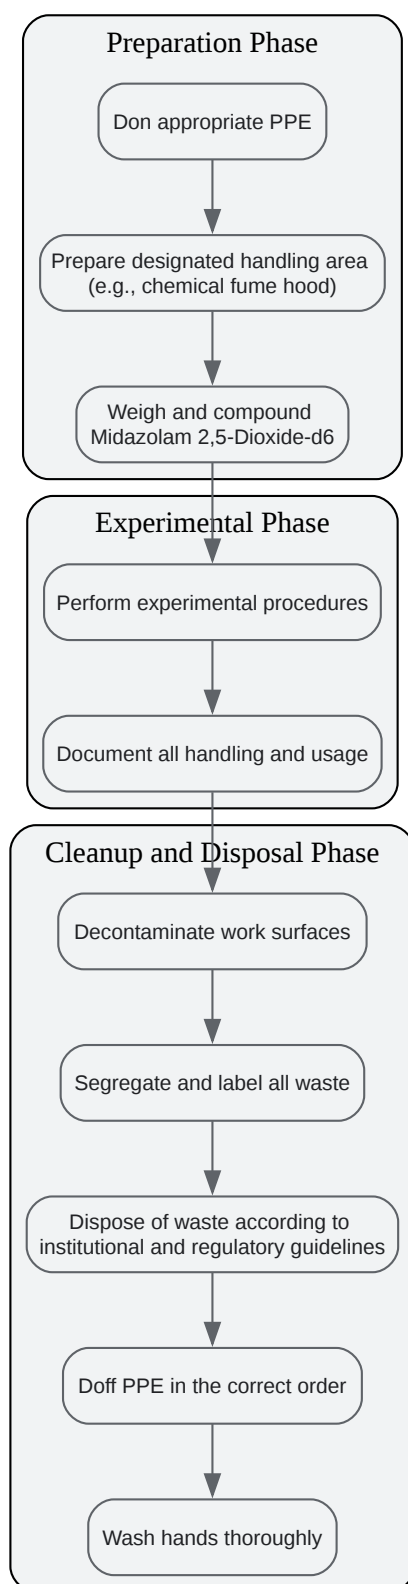 Preparation Phase
Don appropriate PPE
Prepare designated handling area
(e.g., chemical fume hood)
Weigh and compound
Midazolam 2,5-Dioxide-d6
Experimental Phase
Perform experimental procedures
Document all handling and usage
Cleanup and Disposal Phase
Decontaminate work surfaces
Segregate and label all waste
Dispose of waste according to
institutional and regulatory guidelines
Doff PPE in the correct order
Wash hands thoroughly